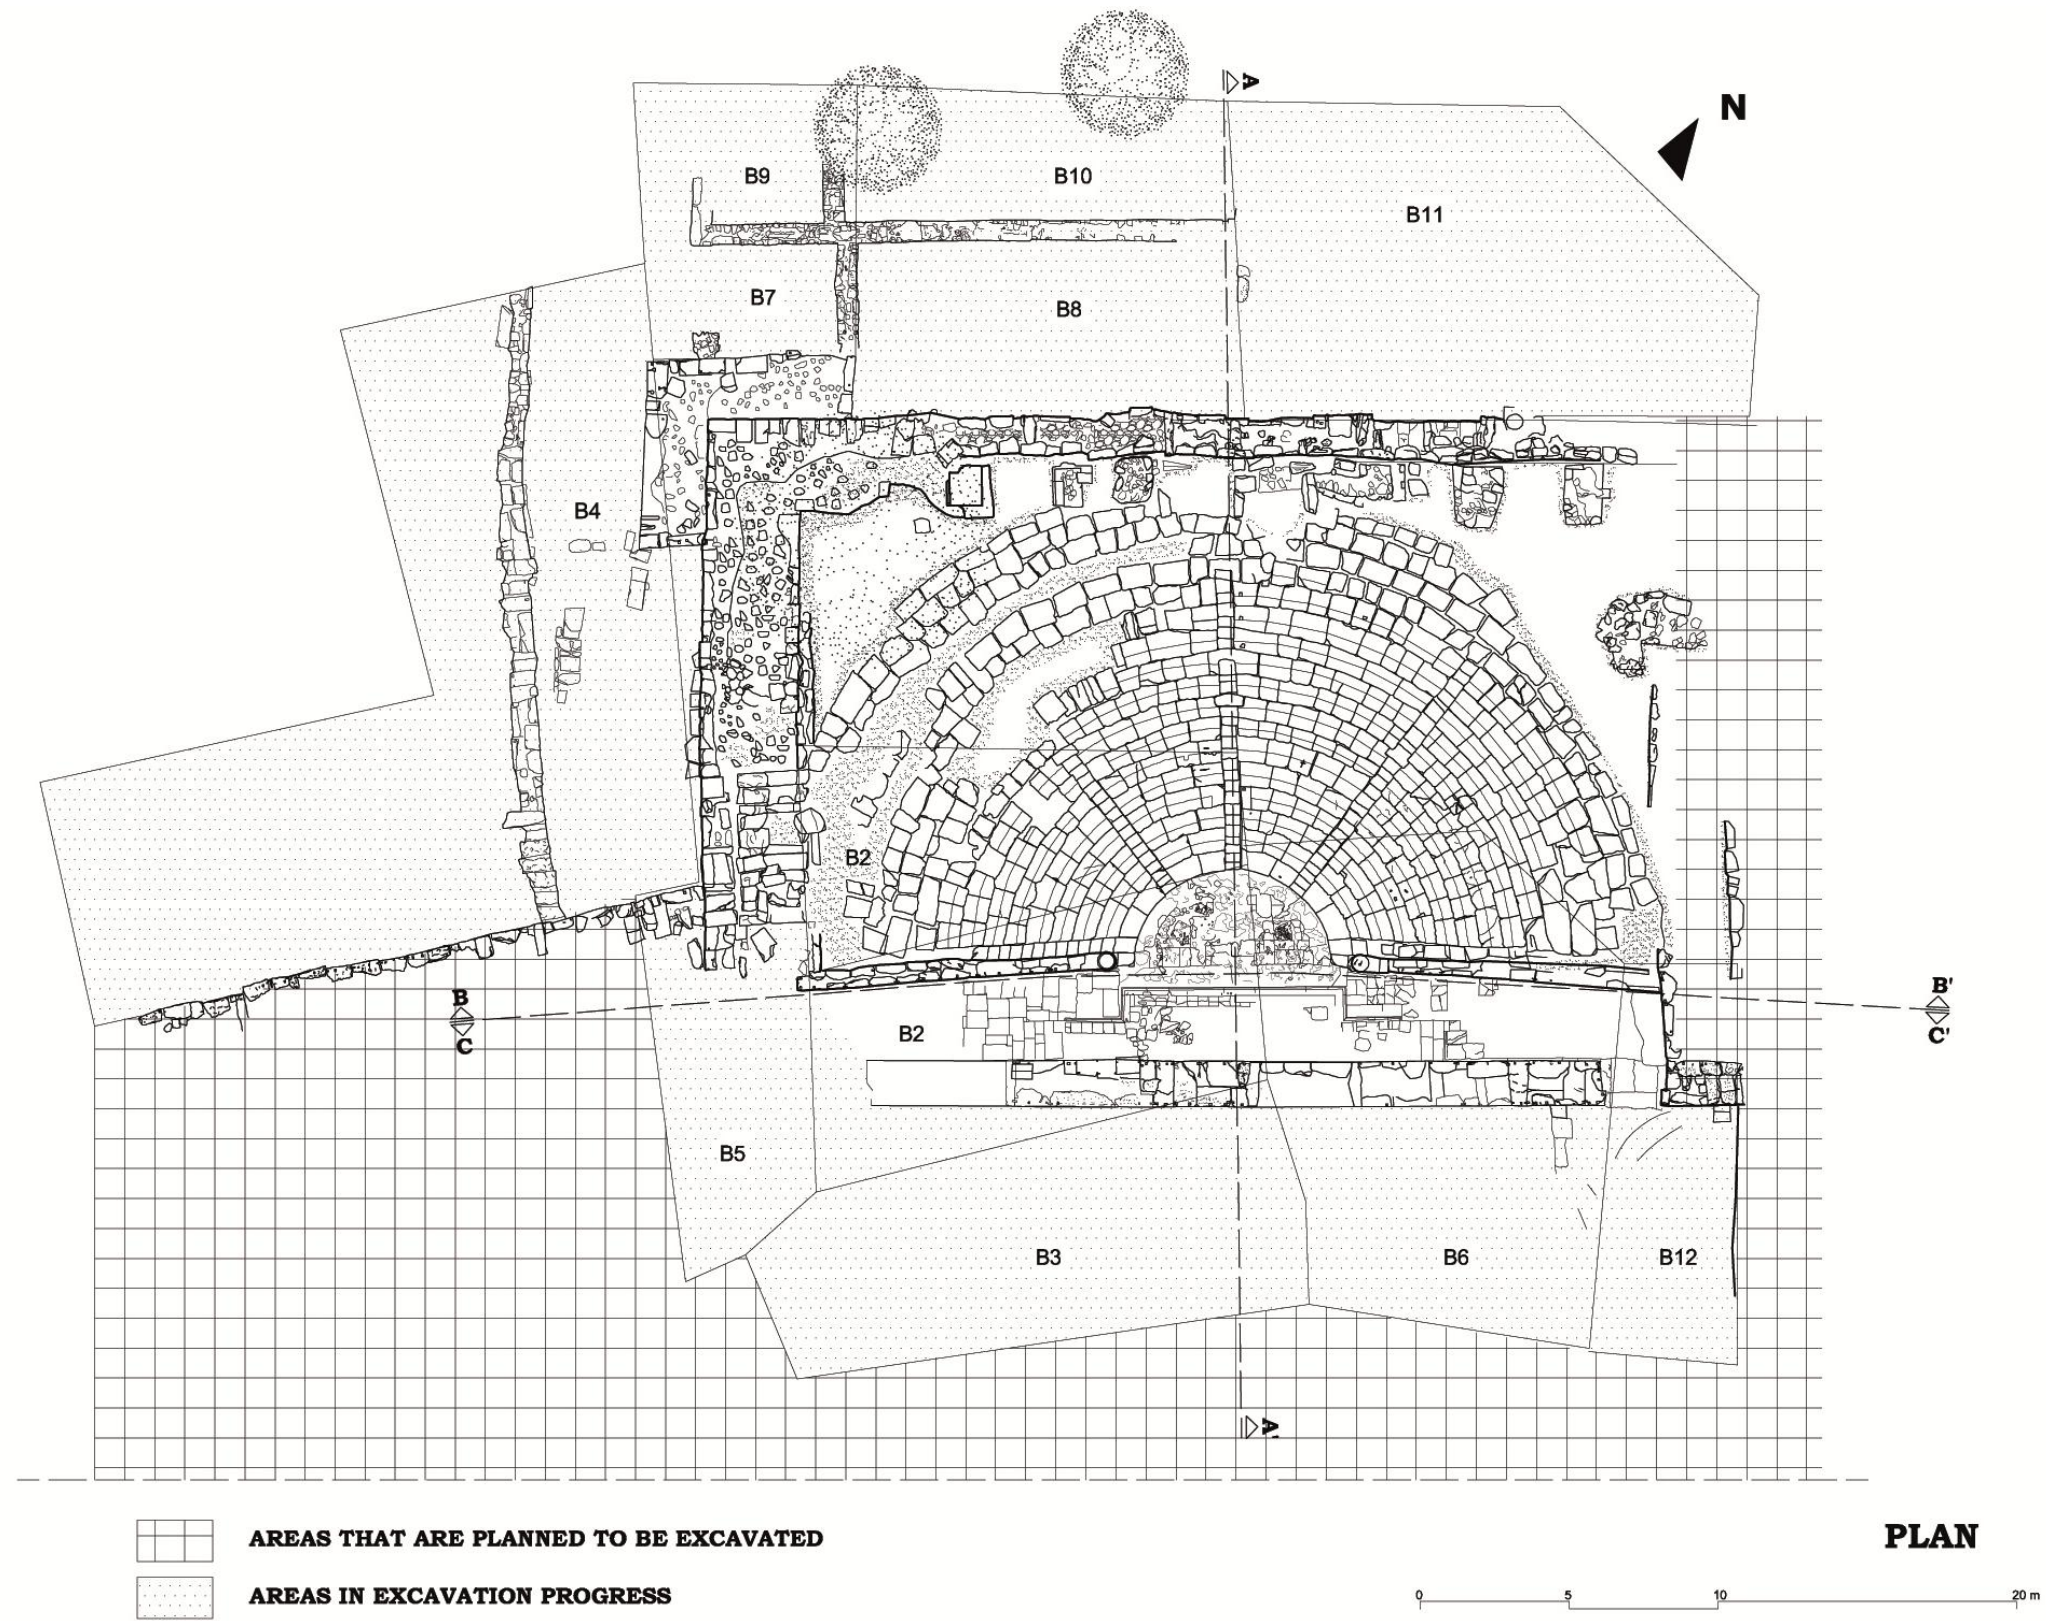 A
N
B9
B10
B11
B7
B8
B4
B2
B
C
B'
C'
B2
B5
B3
B6
B12
A'
AREAS THAT ARE PLANNED TO BE EXCAVATED
AREAS IN EXCAVATION PROGRESS
PLAN
0 5 10 20 m